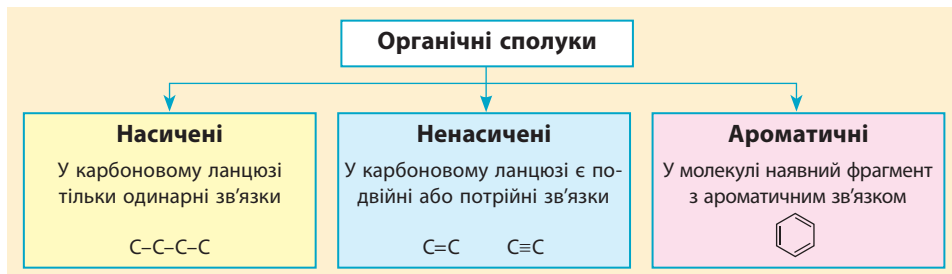 Органічні сполуки
Насичені
У карбоновому ланцюзі
тільки одинарні зв'язки
C–C–C–C
Ненасичені
У карбоновому ланцюзі є по-
двійні або потрійні зв'язки
C=C C≡C
Ароматичні
У молекулі наявний фрагмент
з ароматичним зв'язком